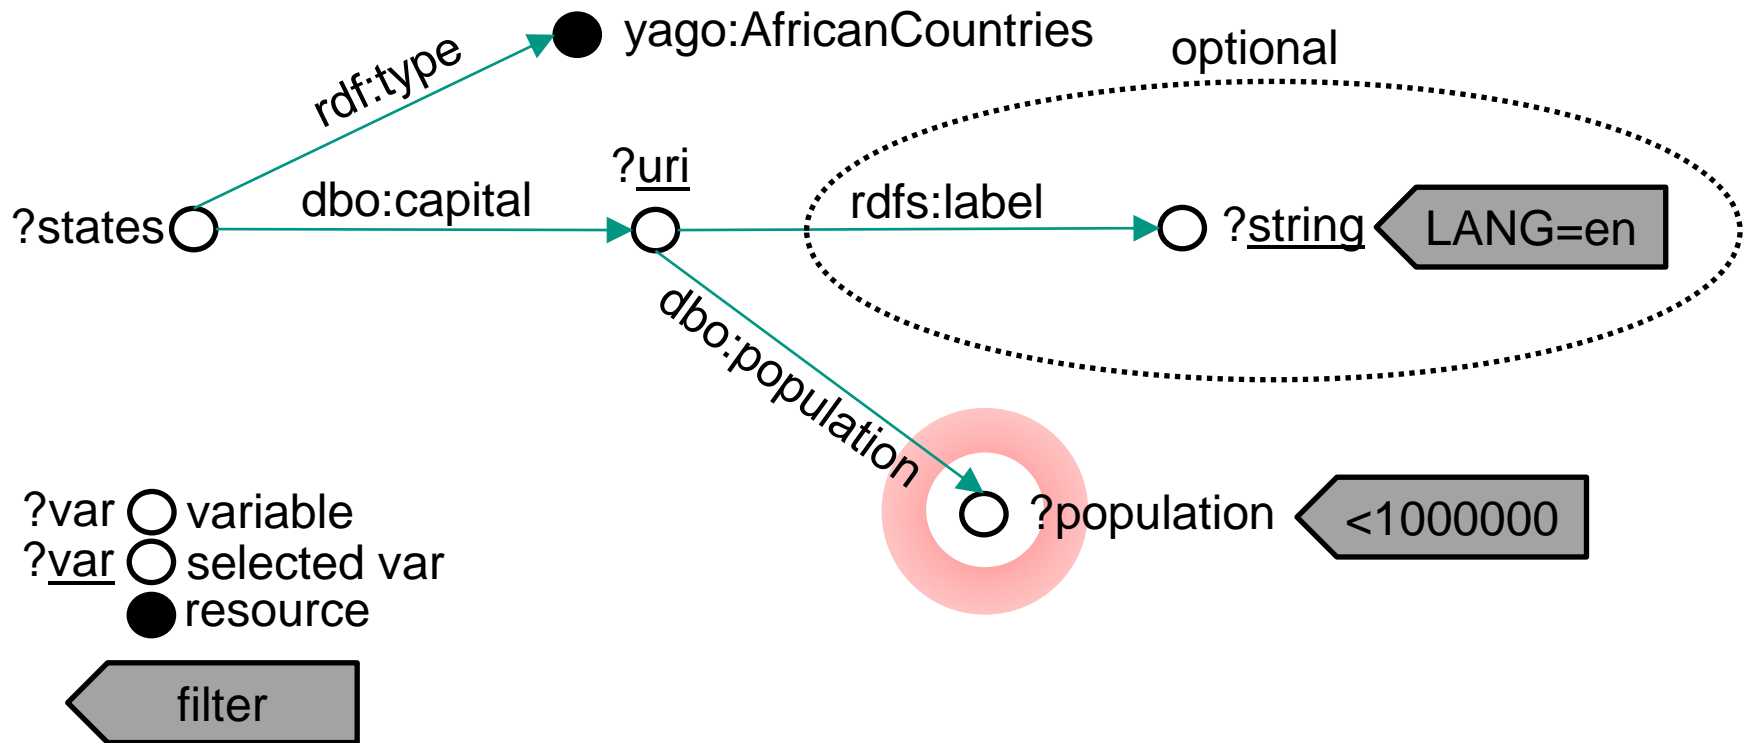 yago:AfricanCountries
optional
rdf:type
?uri
dbo:capital
rdfs:label
?states
?string
LANG=en
dbo:population
?population
<1000000
?var variable
?var selected var
resource
filter